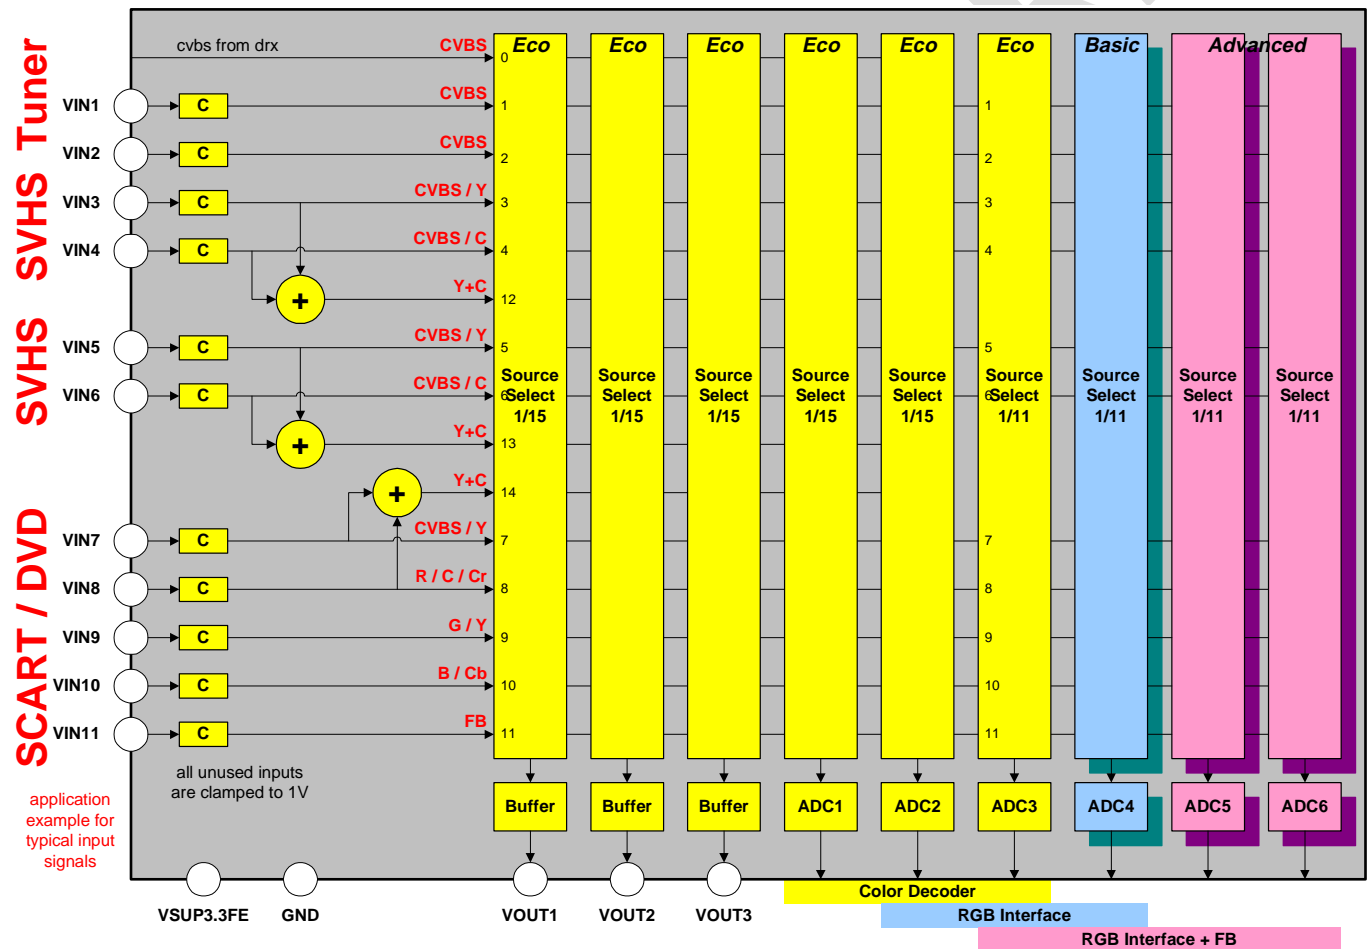 cvbs from drx
CVBS
Eco
Eco
Eco
Eco
Eco
Eco
Basic
Advanced
0
SVHS Tuner
VIN1
C
CVBS
1
1
VIN2
C
CVBS
2
2
VIN3
C
CVBS / Y
3
3
VIN4
C
CVBS / C
4
4
+
Y+C
12
SVHS
VIN5
C
CVBS / Y
5
5
VIN6
C
CVBS / C
6
6
Source
Select
1/15
Source
Select
1/15
Source
Select
1/15
Source
Select
1/15
Source
Select
1/15
Source
Select
1/11
Source
Select
1/11
Source
Select
1/11
Source
Select
1/11
+
Y+C
13
+
Y+C
14
SCART / DVD
VIN7
C
CVBS / Y
7
7
VIN8
C
R / C / Cr
8
8
VIN9
C
G / Y
9
9
VIN10
C
B / Cb
10
10
VIN11
C
FB
11
11
all unused inputs
are clamped to 1V
application
example for
typical input
signals
Buffer
Buffer
Buffer
ADC1
ADC2
ADC3
ADC4
ADC5
ADC6
VSUP3.3FE
GND
VOUT1
VOUT2
VOUT3
Color Decoder
RGB Interface
RGB Interface + FB